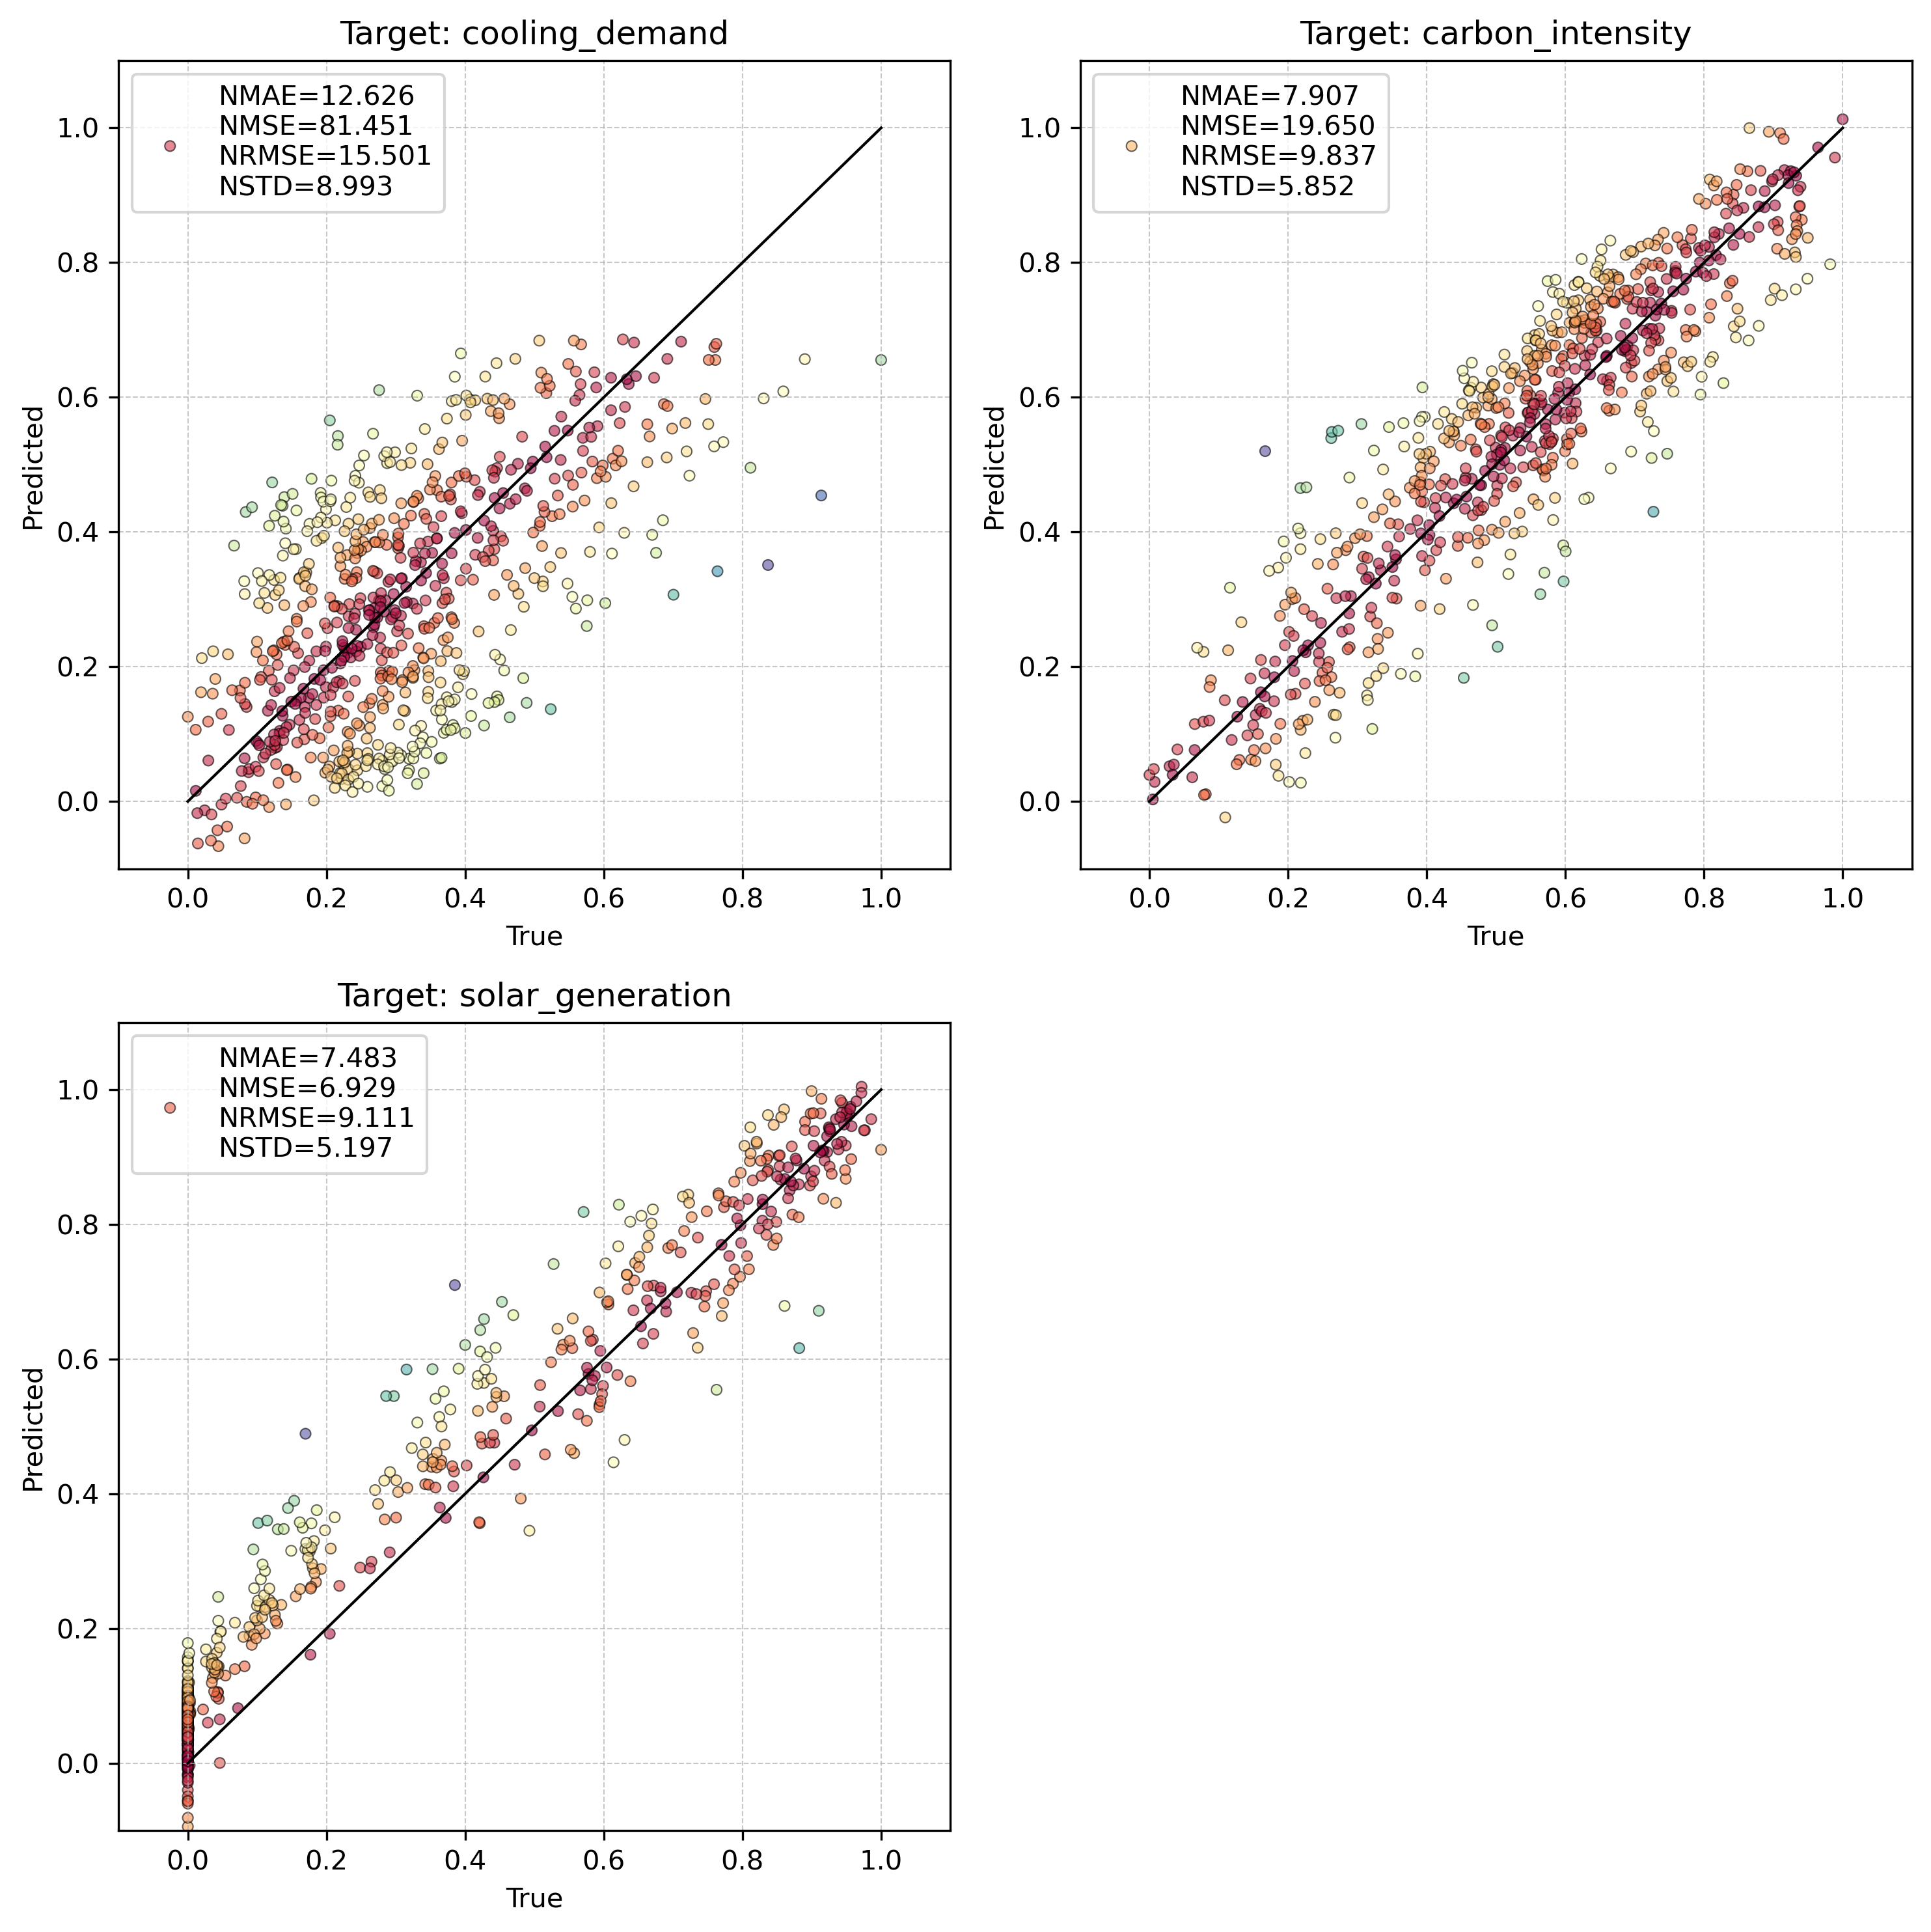 Target: cooling_demand
NMAE=12.626
NMSE=81.451
NRMSE=15.501
NSTD=8.993
Predicted
1.0
0.8
0.6
0.4
0.2
0.0
0.0 0.2 0.4 0.6 0.8 1.0
True
Target: carbon_intensity
NMAE=7.907
NMSE=19.650
NRMSE=9.837
NSTD=5.852
Predicted
1.0
0.8
0.6
0.4
0.2
0.0
0.0 0.2 0.4 0.6 0.8 1.0
True
Target: solar_generation
NMAE=7.483
NMSE=6.929
NRMSE=9.111
NSTD=5.197
Predicted
1.0
0.8
0.6
0.4
0.2
0.0
0.0 0.2 0.4 0.6 0.8 1.0
True